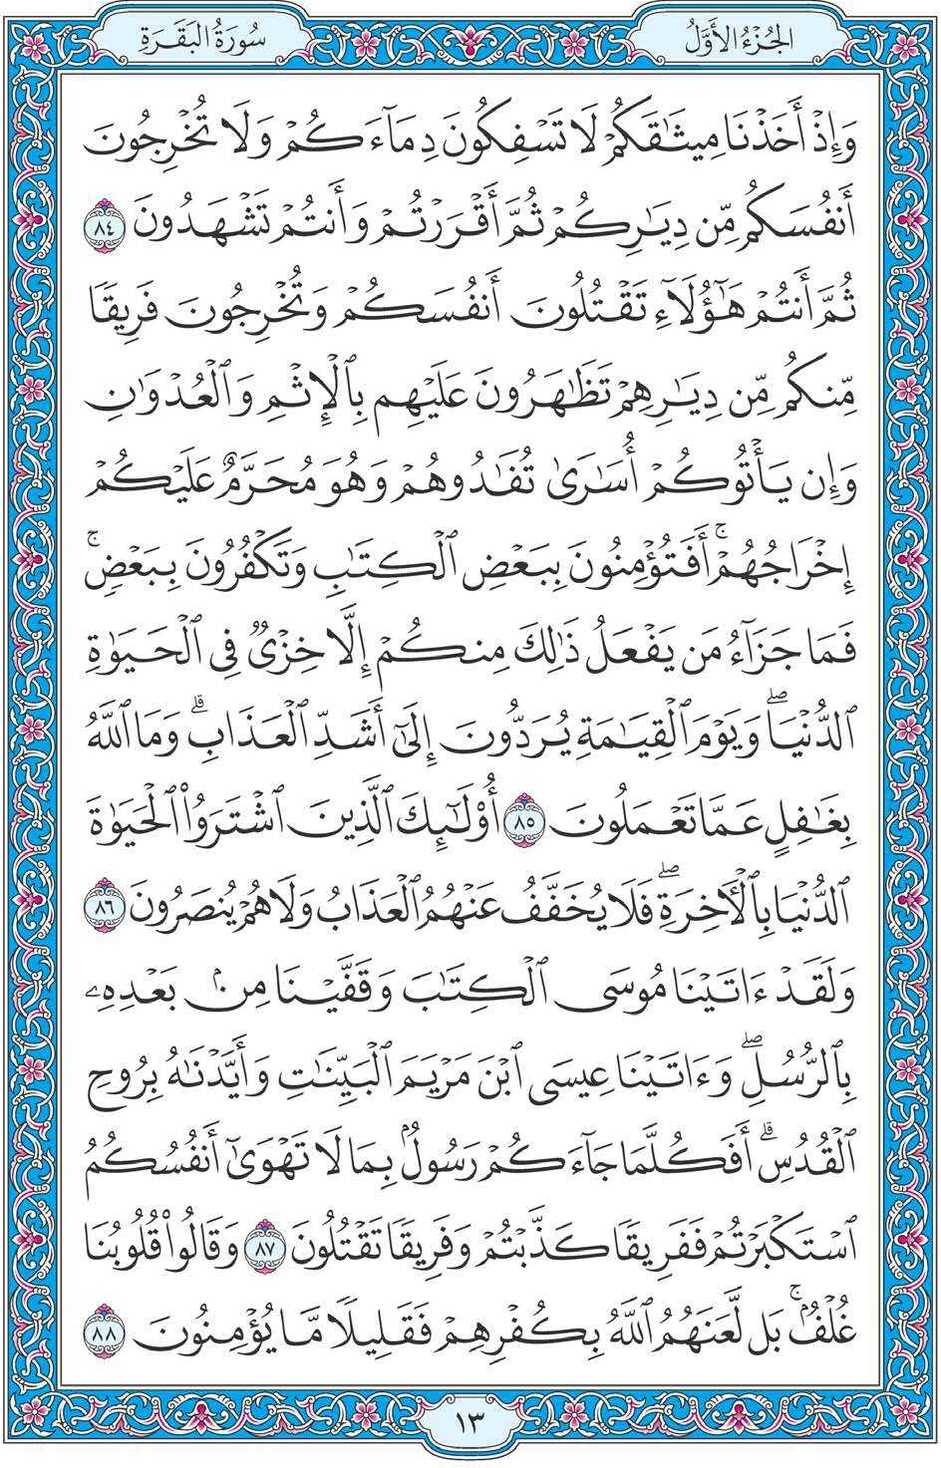 الجُزْءُ الأَوَّلُ
سُورَةُ البَقَرَةِ
وَإِذْ أَخَذْنَا مِيثَٰقَكُمْ لَا تَسْفِكُونَ دِمَآءَكُمْ وَلَا تُخْرِجُونَ
أَنفُسَكُم مِّن دِيَٰرِكُمْ ثُمَّ أَقْرَرْتُمْ وَأَنتُمْ تَشْهَدُونَ ٨٤
ثُمَّ أَنتُمْ هَٰٓؤُلَآءِ تَقْتُلُونَ أَنفُسَكُمْ وَتُخْرِجُونَ فَرِيقًا
مِّنكُم مِّن دِيَٰرِهِمْ تَظَٰهَرُونَ عَلَيْهِم بِٱلْإِثْمِ وَٱلْعُدْوَٰنِ
وَإِن يَأْتُوكُمْ أُسَٰرَىٰ تُفَٰدُوهُمْ وَهُوَ مُحَرَّمٌ عَلَيْكُمْ
إِخْرَاجُهُمْ ۚ أَفَتُؤْمِنُونَ بِبَعْضِ ٱلْكِتَٰبِ وَتَكْفُرُونَ بِبَعْضٍ ۚ
فَمَا جَزَآءُ مَن يَفْعَلُ ذَٰلِكَ مِنكُمْ إِلَّا خِزْىٌ فِى ٱلْحَيَوٰةِ
ٱلدُّنْيَا ۖ وَيَوْمَ ٱلْقِيَٰمَةِ يُرَدُّونَ إِلَىٰٓ أَشَدِّ ٱلْعَذَابِ ۗ وَمَا ٱللَّهُ
بِغَٰفِلٍ عَمَّا تَعْمَلُونَ ٨٥ أُو۟لَٰٓئِكَ ٱلَّذِينَ ٱشْتَرَوُا۟ ٱلْحَيَوٰةَ
ٱلدُّنْيَا بِٱلْـَٔاخِرَةِ ۖ فَلَا يُخَفَّفُ عَنْهُمُ ٱلْعَذَابُ وَلَا هُمْ يُنصَرُونَ ٨٦
وَلَقَدْ ءَاتَيْنَا مُوسَى ٱلْكِتَٰبَ وَقَفَّيْنَا مِنۢ بَعْدِهِۦ
بِٱلرُّسُلِ ۖ وَءَاتَيْنَا عِيسَى ٱبْنَ مَرْيَمَ ٱلْبَيِّنَٰتِ وَأَيَّدْنَٰهُ بِرُوحِ
ٱلْقُدُسِ ۗ أَفَكُلَّمَا جَآءَكُمْ رَسُولٌۢ بِمَا لَا تَهْوَىٰٓ أَنفُسُكُمُ
ٱسْتَكْبَرْتُمْ فَفَرِيقًا كَذَّبْتُمْ وَفَرِيقًا تَقْتُلُونَ ٨٧ وَقَالُوا۟ قُلُوبُنَا
غُلْفٌۢ ۚ بَل لَّعَنَهُمُ ٱللَّهُ بِكُفْرِهِمْ فَقَلِيلًا مَّا يُؤْمِنُونَ ٨٨
١٣